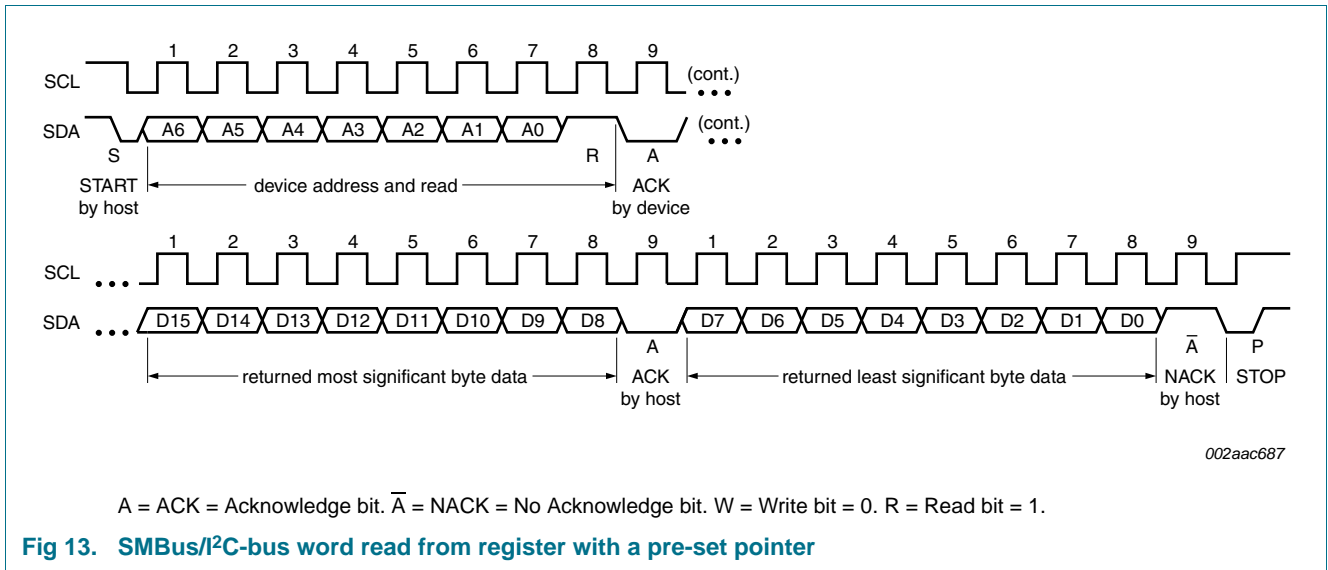 1 2 3 4 5 6 7 8 9
SCL (cont.)
SDA A6 A5 A4 A3 A2 A1 A0 (cont.)
S R A
START device address and read ACK
by host by device
1 2 3 4 5 6 7 8 9 1 2 3 4 5 6 7 8 9
SCL
SDA D15 D14 D13 D12 D11 D10 D9 D8 D7 D6 D5 D4 D3 D2 D1 D0
A A̅ P
returned most significant byte data ACK returned least significant byte data NACK STOP
by host by host
002aac687
A = ACK = Acknowledge bit. A̅ = NACK = No Acknowledge bit. W = Write bit = 0. R = Read bit = 1.
Fig 13. SMBus/I²C-bus word read from register with a pre-set pointer